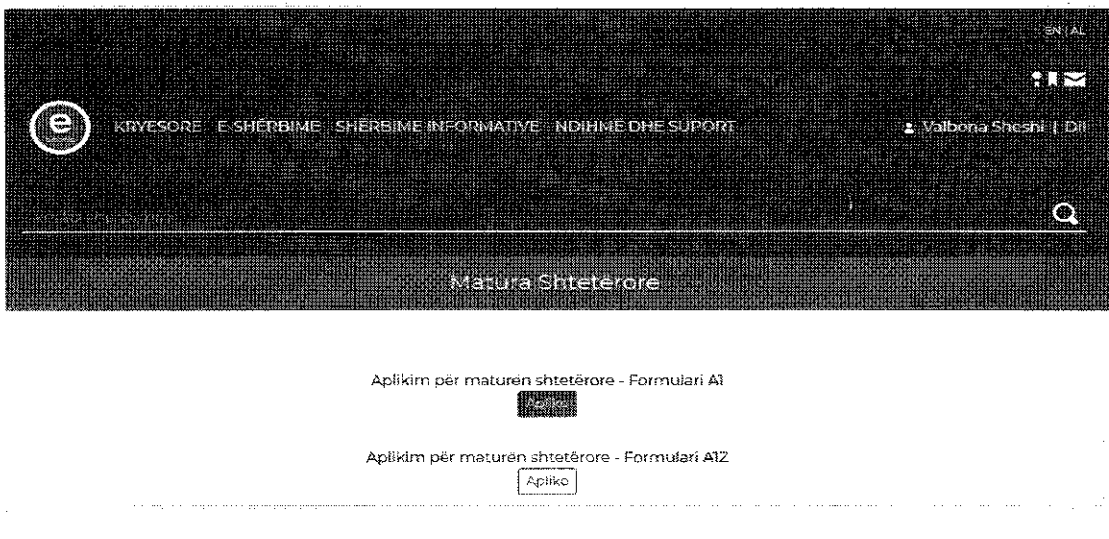 EN | AL
e
KRYESORE E-SHËRBIME SHËRBIME INFORMATIVE NDIHMË DHE SUPORT
Valbona Sheshi | Dil
Matura Shtetërore
Aplikim për maturën shtetërore - Formulari A1
Apliko
Aplikim për maturën shtetërore - Formulari A12
Apliko